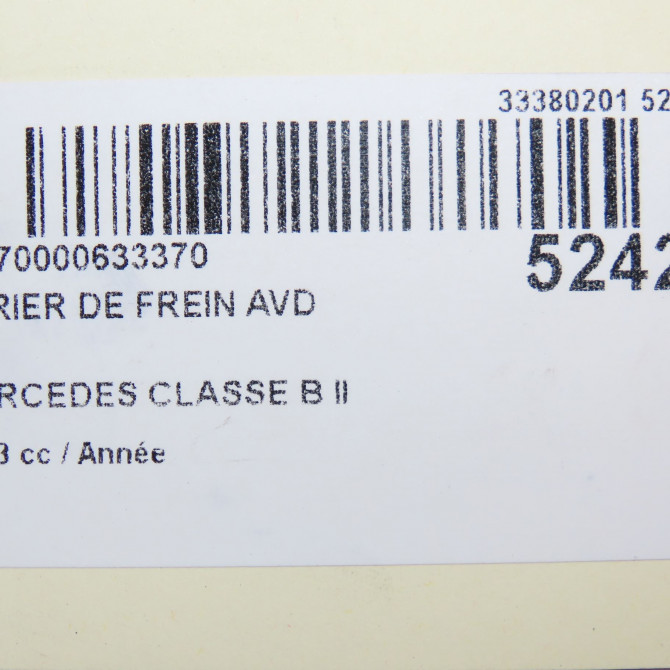 33380201 52
70000633370
5242
RIER DE FREIN AVD
RCEDES CLASSE B II
3 cc / Année